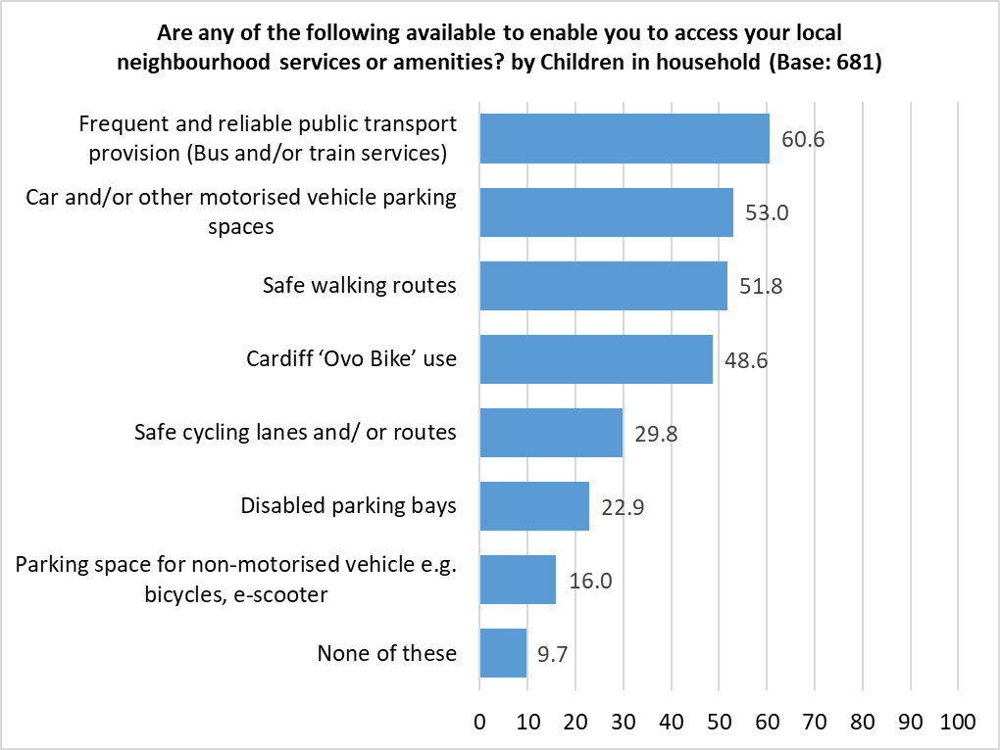 Are any of the following available to enable you to access your local
neighbourhood services or amenities? by Children in household (Base: 681)
Frequent and reliable public transport
provision (Bus and/or train services)
60.6
Car and/or other motorised vehicle parking
spaces
53.0
Safe walking routes
51.8
Cardiff ‘Ovo Bike’ use
48.6
Safe cycling lanes and/ or routes
29.8
Disabled parking bays
22.9
Parking space for non-motorised vehicle e.g.
bicycles, e-scooter
16.0
None of these
9.7
0 10 20 30 40 50 60 70 80 90 100